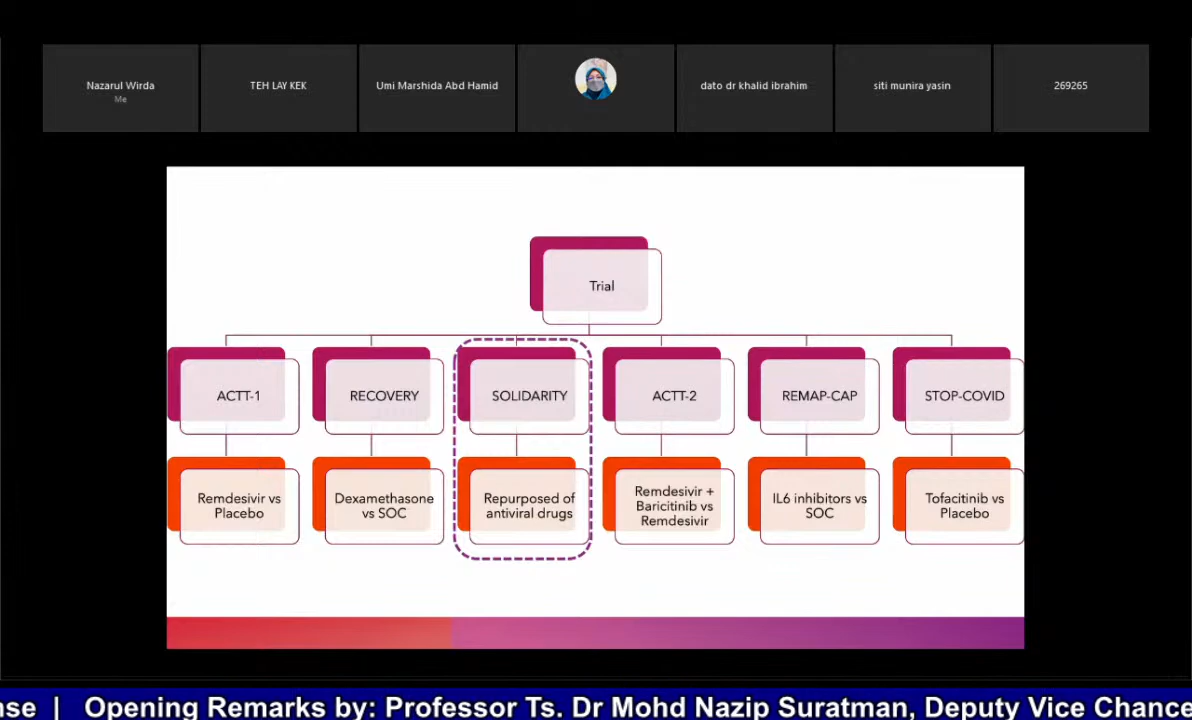 Nazarul Wirda
Me
TEH LAY KEK
Umi Marshida Abd Hamid
dato dr khalid ibrahim
siti munira yasin
269265
Trial
ACTT-1
RECOVERY
SOLIDARITY
ACTT-2
REMAP-CAP
STOP-COVID
Remdesivir vs
Placebo
Dexamethasone
vs SOC
Repurposed of
antiviral drugs
Remdesivir +
Baricitinib vs
Remdesivir
IL6 inhibitors vs
SOC
Tofacitinib vs
Placebo
nse | Opening Remarks by: Professor Ts. Dr Mohd Nazip Suratman, Deputy Vice Chance